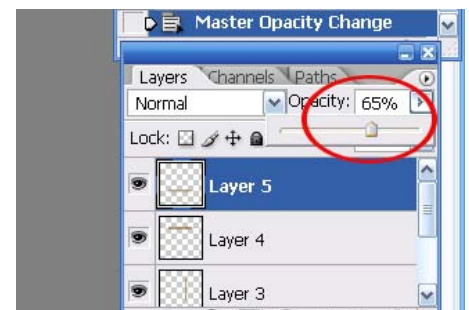 Master Opacity Change
Layers Channels Paths
Normal Opacity: 65%
Lock:
Layer 5
Layer 4
Layer 3